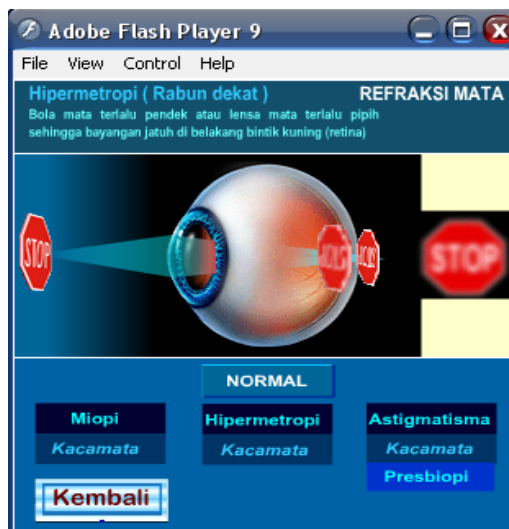 Adobe Flash Player 9
File View Control Help
Hipermetropi ( Rabun dekat )
REFRAKSI MATA
Bola mata terlalu pendek atau lensa mata terlalu pipih
sehingga bayangan jatuh di belakang bintik kuning (retina)
STOP
STOP
NORMAL
Miopi
Hipermetropi
Astigmatisma
Kacamata
Kacamata
Kacamata
Presbiopi
Kembali